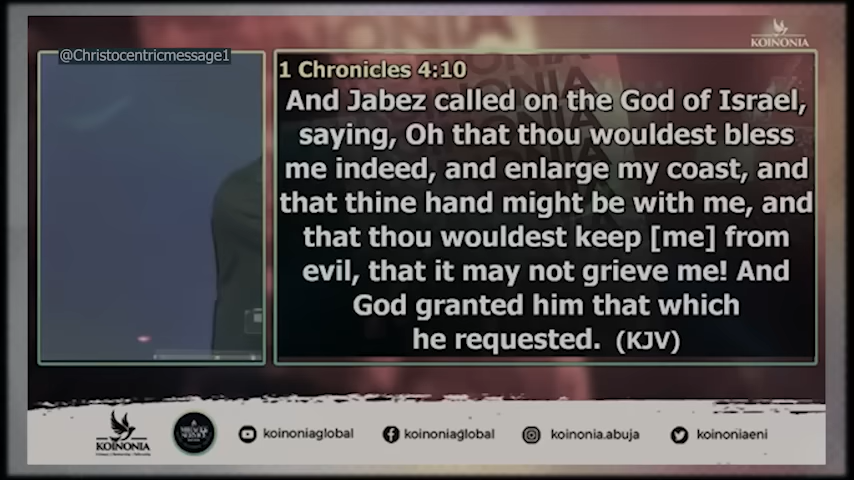 KOINONIA
@Christocentricmessage1
1 Chronicles 4:10
And Jabez called on the God of Israel,
saying, Oh that thou wouldest bless
me indeed, and enlarge my coast, and
that thine hand might be with me, and
that thou wouldest keep [me] from
evil, that it may not grieve me! And
God granted him that which
he requested. (KJV)
KOINONIA
MIRACLE
SERVICE
koinoniaglobal
koinoniaglobal
koinonia.abuja
koinoniaeni